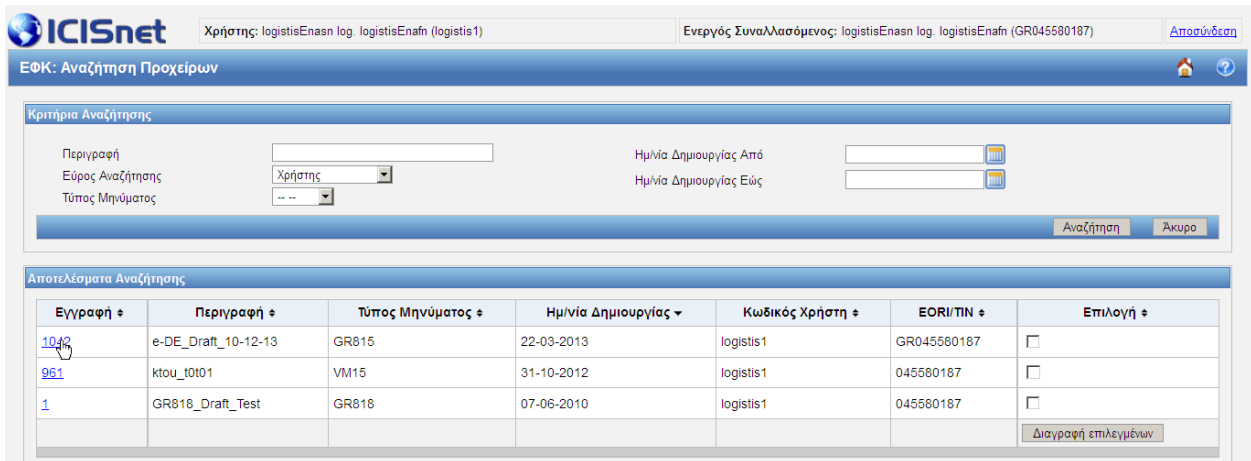 ICISnet Χρήστης: logistisEnasn log. logistisEnafn (logistis1) Ενεργός Συναλλασόμενος: logistisEnasn log. logistisEnafn (GR045580187) Αποσύνδεση
ΕΦΚ: Αναζήτηση Προχείρων
Κριτήρια Αναζήτησης
Περιγραφή Ημ/νία Δημιουργίας Από
Εύρος Αναζήτησης Χρήστης Ημ/νία Δημιουργίας Εώς
Τύπος Μηνύματος -- --
Αναζήτηση Άκυρο
Αποτελέσματα Αναζήτησης
Εγγραφή Περιγραφή Τύπος Μηνύματος Ημ/νία Δημιουργίας Κωδικός Χρήστη EORI/TIN Επιλογή
1042 e-DE_Draft_10-12-13 GR815 22-03-2013 logistis1 GR045580187
961 ktou_t0t01 VM15 31-10-2012 logistis1 045580187
1 GR818_Draft_Test GR818 07-06-2010 logistis1 045580187
Διαγραφή επιλεγμένων